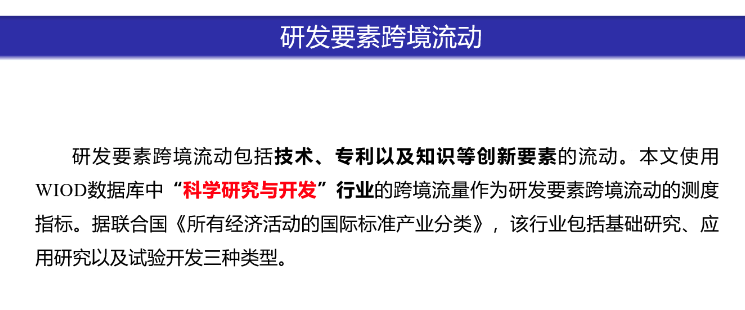 研发要素跨境流动
研发要素跨境流动包括技术、专利以及知识等创新要素的流动。本文使用
WIOD数据库中“科学研究与开发”行业的跨境流量作为研发要素跨境流动的测度
指标。据联合国《所有经济活动的国际标准产业分类》，该行业包括基础研究、应
用研究以及试验开发三种类型。